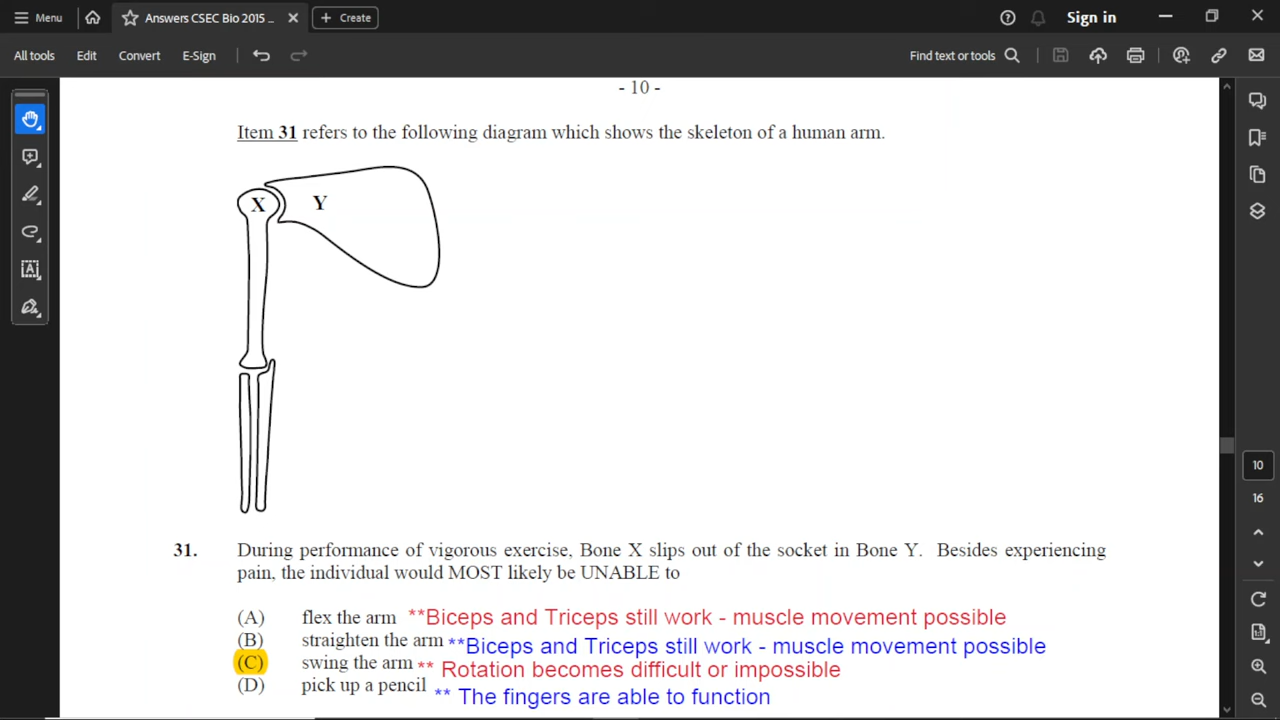 Menu
Answers CSEC Bio 2015 ...
Create
Sign in
All tools Edit Convert E-Sign
Find text or tools
- 10 -
Item 31 refers to the following diagram which shows the skeleton of a human arm.
X
Y
10
16
31. During performance of vigorous exercise, Bone X slips out of the socket in Bone Y. Besides experiencing
pain, the individual would MOST likely be UNABLE to
(A) flex the arm **Biceps and Triceps still work - muscle movement possible
(B) straighten the arm **Biceps and Triceps still work - muscle movement possible
(C) swing the arm ** Rotation becomes difficult or impossible
(D) pick up a pencil ** The fingers are able to function